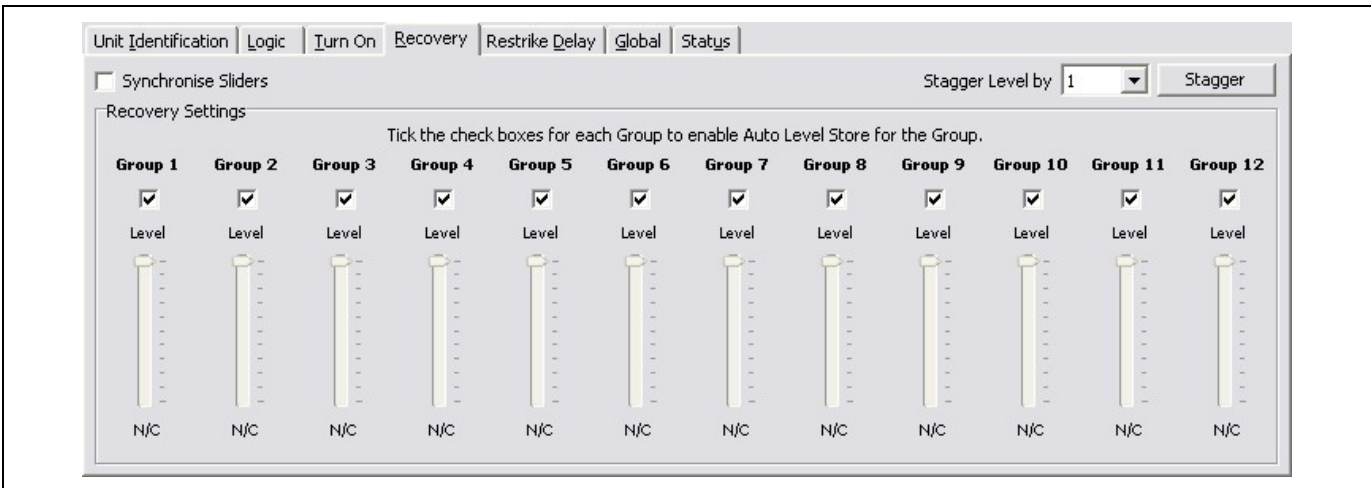 Unit Identification Logic Turn On Recovery Restrike Delay Global Status
Synchronise Sliders Stagger Level by 1 Stagger
Recovery Settings
Tick the check boxes for each Group to enable Auto Level Store for the Group.
Group 1 Group 2 Group 3 Group 4 Group 5 Group 6 Group 7 Group 8 Group 9 Group 10 Group 11 Group 12
Level Level Level Level Level Level Level Level Level Level Level Level
N/C N/C N/C N/C N/C N/C N/C N/C N/C N/C N/C N/C